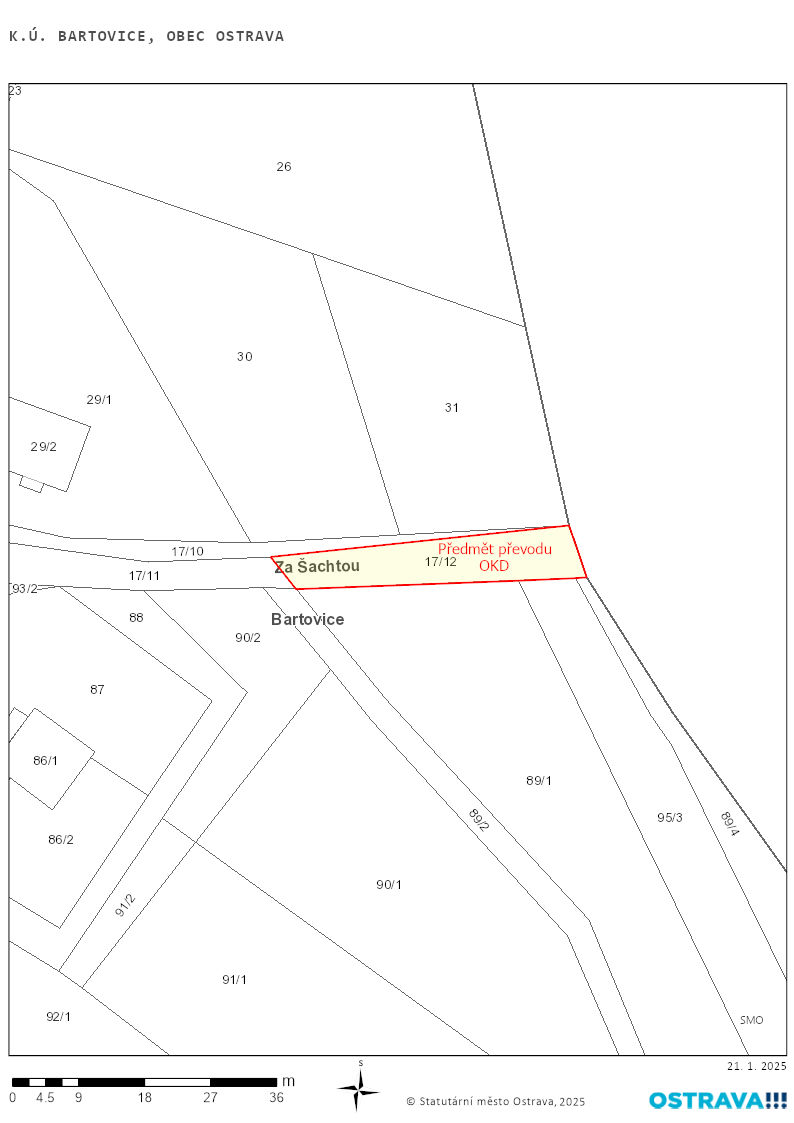 K.Ú. BARTOVICE, OBEC OSTRAVA
23
26
30
29/1
31
29/2
17/10
Předmět převodu
17/12
OKD
Za Šachtou
17/11
93/2
88
Bartovice
90/2
87
86/1
89/1
95/3
89/2
89/4
86/2
90/1
91/2
91/1
92/1
SMO
21. 1. 2025
m
0 4.5 9 18 27 36
S
© Statutární město Ostrava, 2025
OSTRAVA!!!